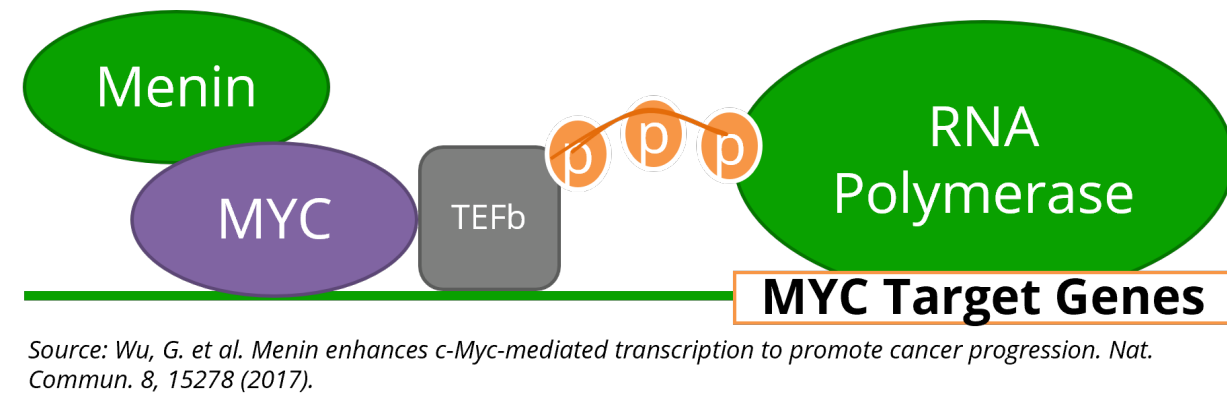 Menin
MYC
TEFb
p
p
p
RNA
Polymerase
MYC Target Genes
Source: Wu, G. et al. Menin enhances c-Myc-mediated transcription to promote cancer progression. Nat.
Commun. 8, 15278 (2017).